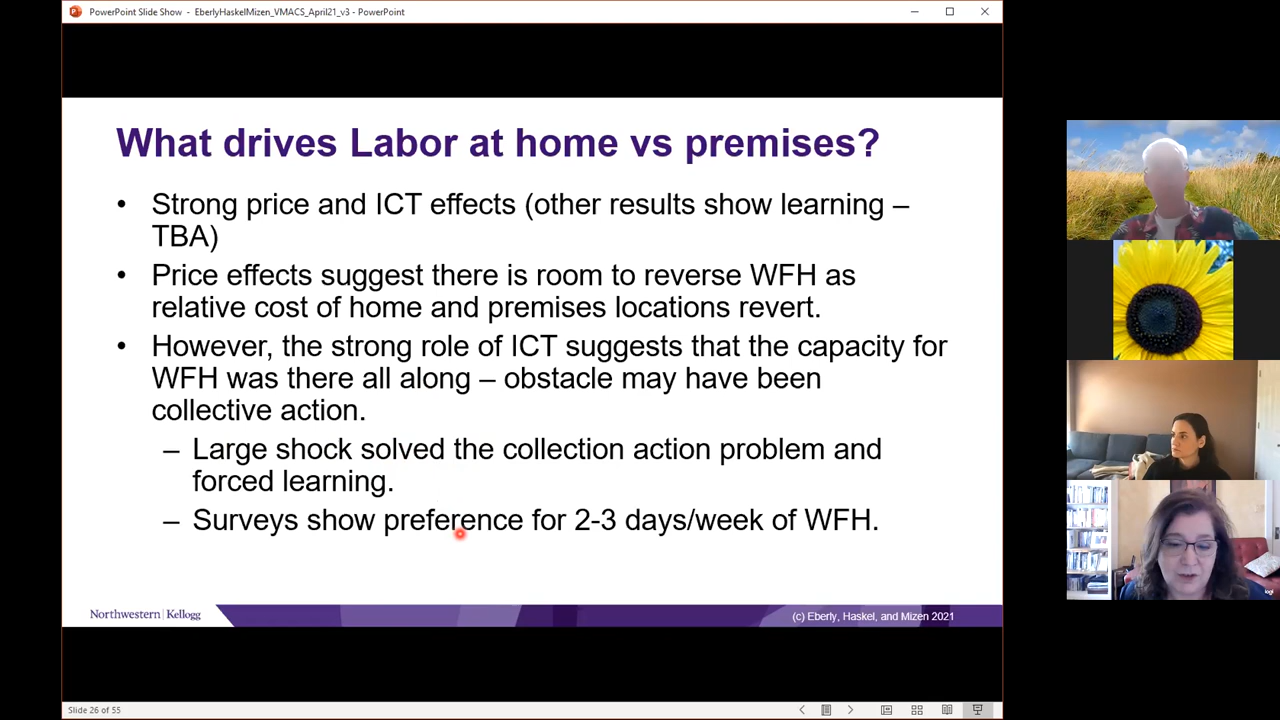 PowerPoint Slide Show - EberlyHaskelMizen_VMACS_April21_v3 - PowerPoint
What drives Labor at home vs premises?
• Strong price and ICT effects (other results show learning –
TBA)
• Price effects suggest there is room to reverse WFH as
relative cost of home and premises locations revert.
• However, the strong role of ICT suggests that the capacity for
WFH was there all along – obstacle may have been
collective action.
– Large shock solved the collection action problem and
forced learning.
– Surveys show preference for 2-3 days/week of WFH.
Northwestern | Kellogg
(c) Eberly, Haskel, and Mizen 2021
Slide 26 of 55